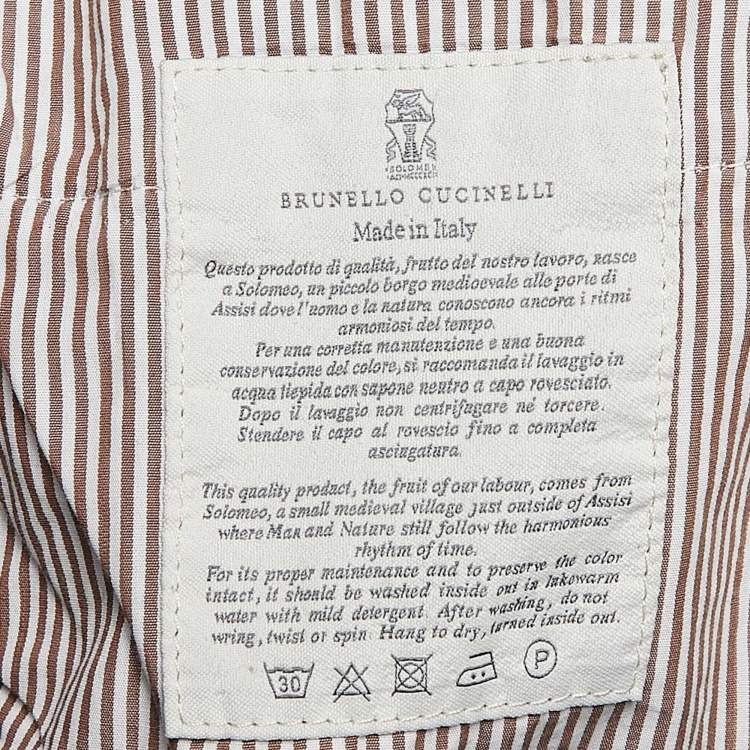 SOLOMEO
BRUNELLO CUCINELLI
Made in Italy
Questo prodotto di qualità, frutto del nostro lavoro, nasce
a Solomeo, un piccolo borgo medioevale alle porte di
Assisi dove l'uomo e la natura conoscono ancora i ritmi
armoniosi del tempo.
Per una corretta manutenzione e una buona
conservazione del colore, si raccomanda il lavaggio in
acqua tiepida con sapone neutro a capo rovesciato.
Dopo il lavaggio non centrifugare né torcere.
Stendere il capo al rovescio fino a completa
asciugatura.
This quality product, the fruit of our labour, comes from
Solomeo, a small medieval village just outside of Assisi
where Man and Nature still follow the harmonious
rhythm of time.
For its proper maintenance and to preserve the color
intact, it should be washed inside out in lukewarm
water with mild detergent. After washing, do not
wring, twist or spin. Hang to dry, turned inside out.
30 P